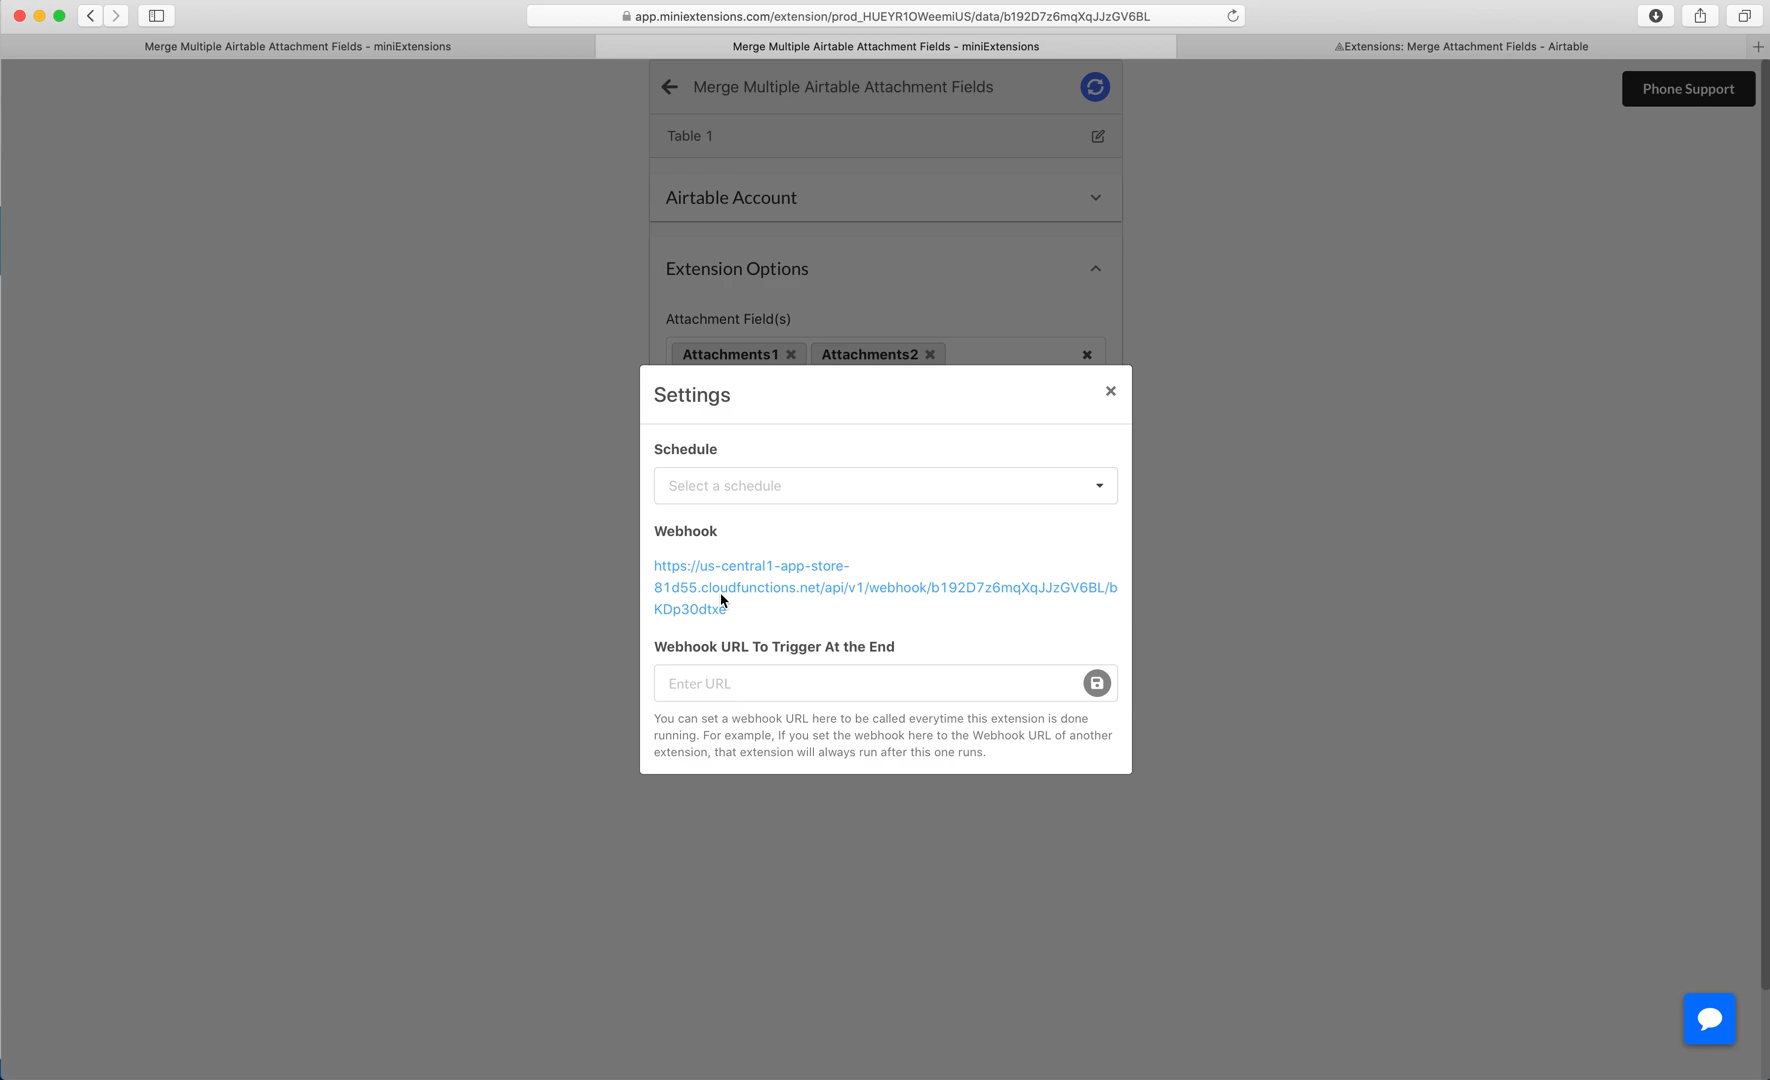 app.miniextensions.com/extension/prod_HUEYR1OWeemiUS/data/b192D7z6mqXqJJzGV6BL
Merge Multiple Airtable Attachment Fields - miniExtensions
Merge Multiple Airtable Attachment Fields - miniExtensions
Extensions: Merge Attachment Fields - Airtable
Merge Multiple Airtable Attachment Fields
Phone Support
Table 1
Airtable Account
Extension Options
Attachment Field(s)
Attachments1
Attachments2
Settings
Schedule
Select a schedule
Webhook
https://us-central1-app-store-
81d55.cloudfunctions.net/api/v1/webhook/b192D7z6mqXqJJzGV6BL/b
KDp30dtxe
Webhook URL To Trigger At the End
Enter URL
You can set a webhook URL here to be called everytime this extension is done
running. For example, If you set the webhook here to the Webhook URL of another
extension, that extension will always run after this one runs.